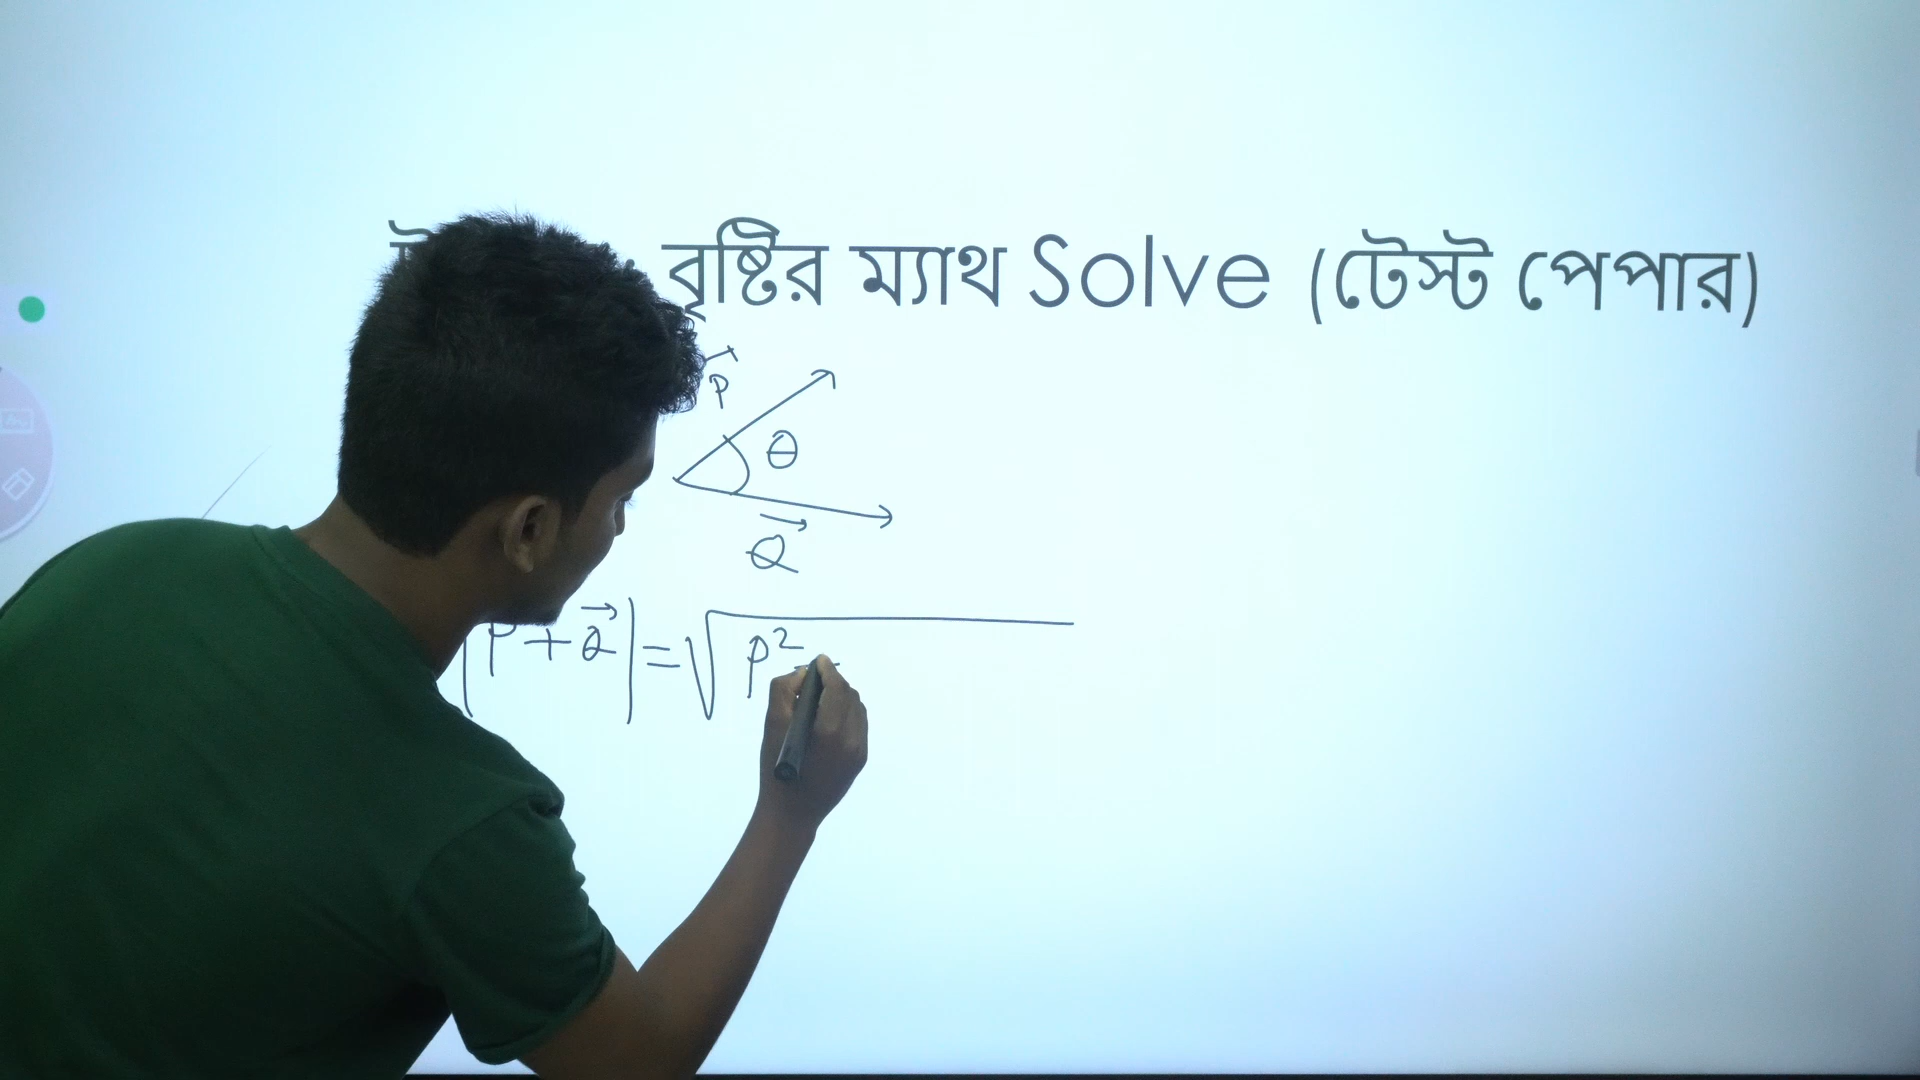 বৃষ্টির ম্যাথ Solve (টেস্ট পেপার)
P⃗
θ
Q⃗
|P + Q⃗| = √P²